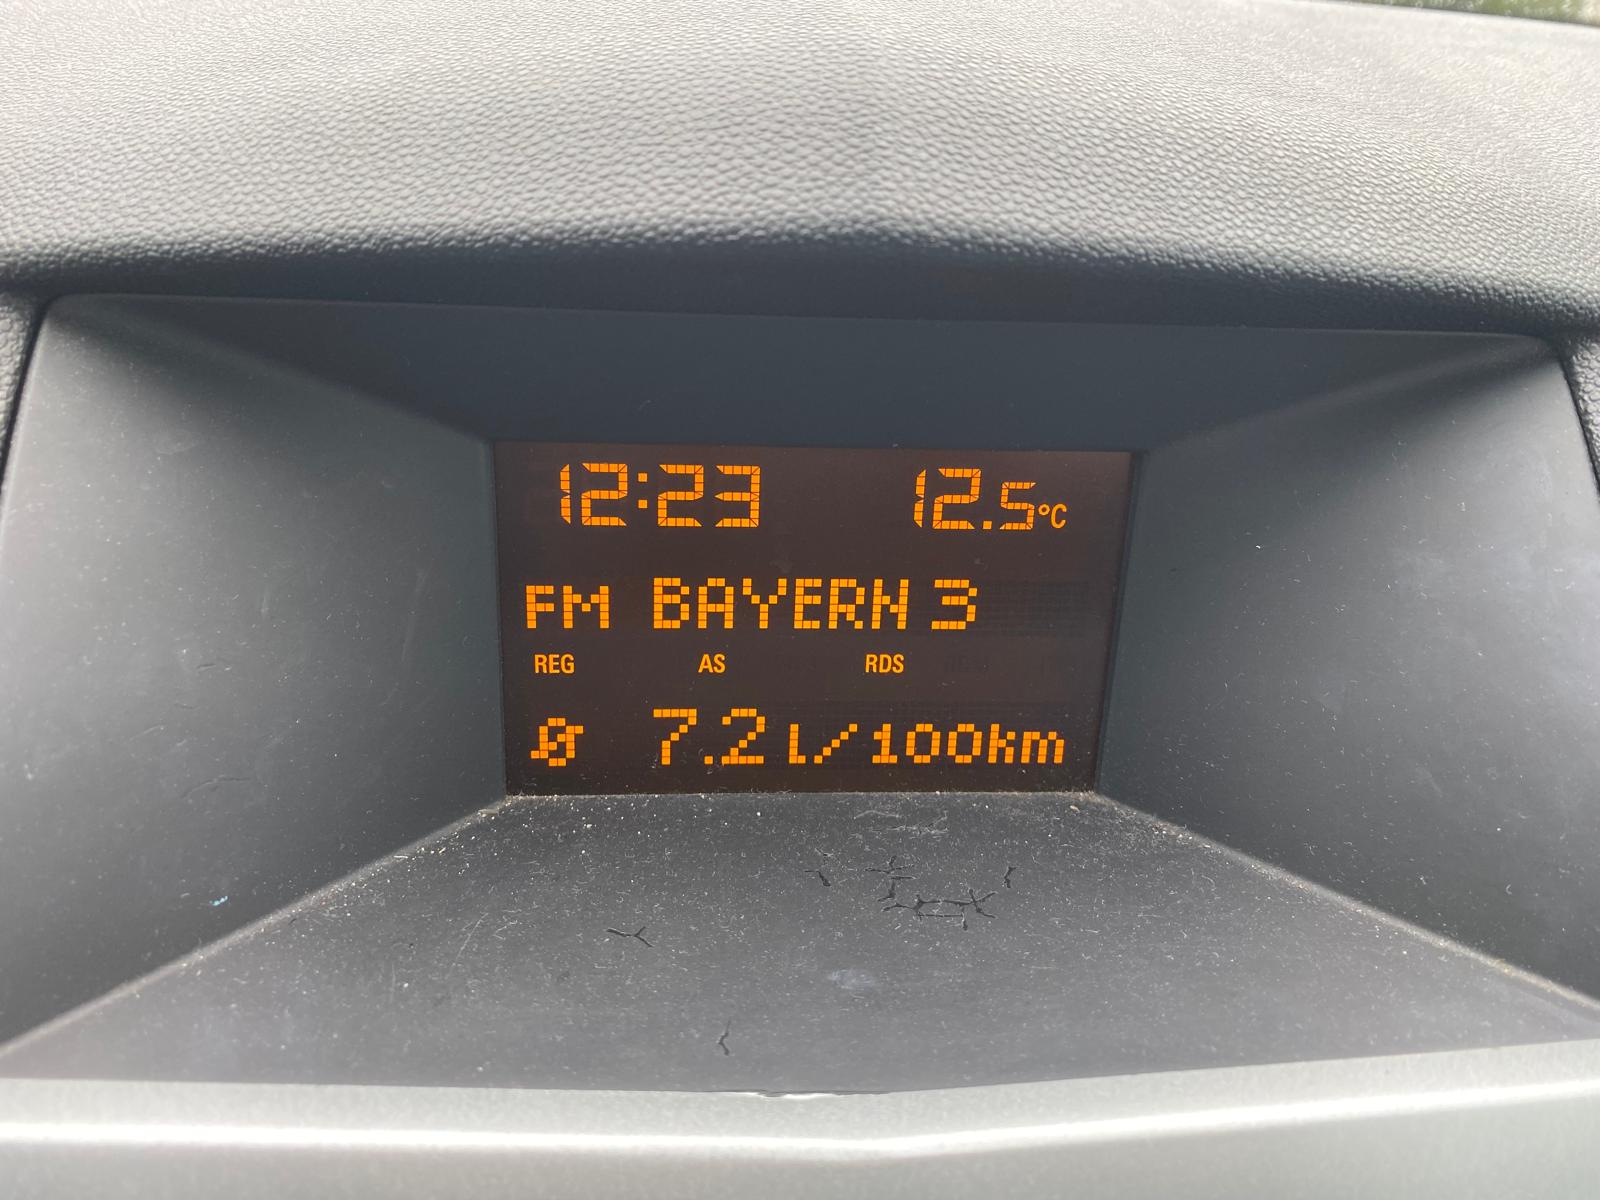 12:23 12.5°C
FM BAYERN 3
REG AS RDS
Ø 7.2 l/100km